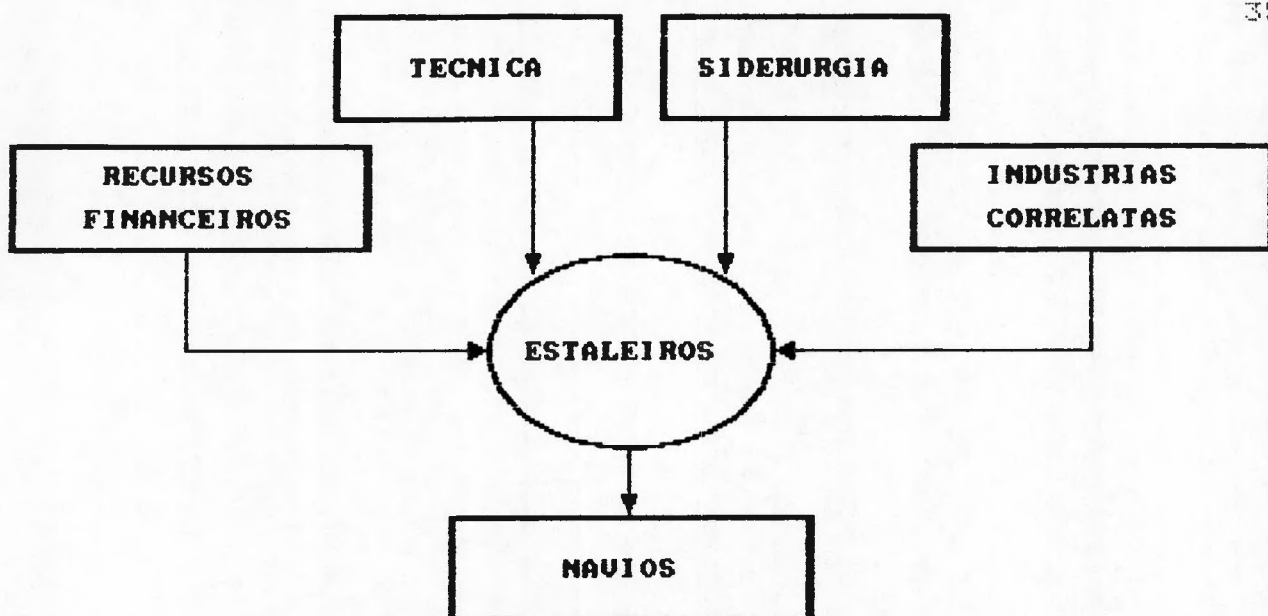 TECNICA
SIDERURGIA
RECURSOS
FINANCEIROS
INDUSTRIAS
CORRELATAS
ESTALEIROS
NAVIOS